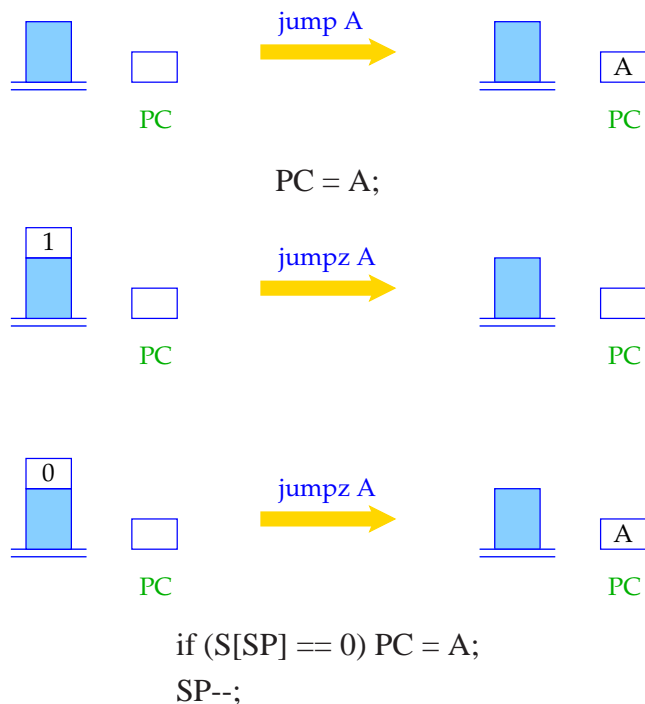 jump A
A
PC PC
PC = A;
1
jumpz A
PC PC
0
jumpz A
A
PC PC
if (S[SP] == 0) PC = A;
SP--;